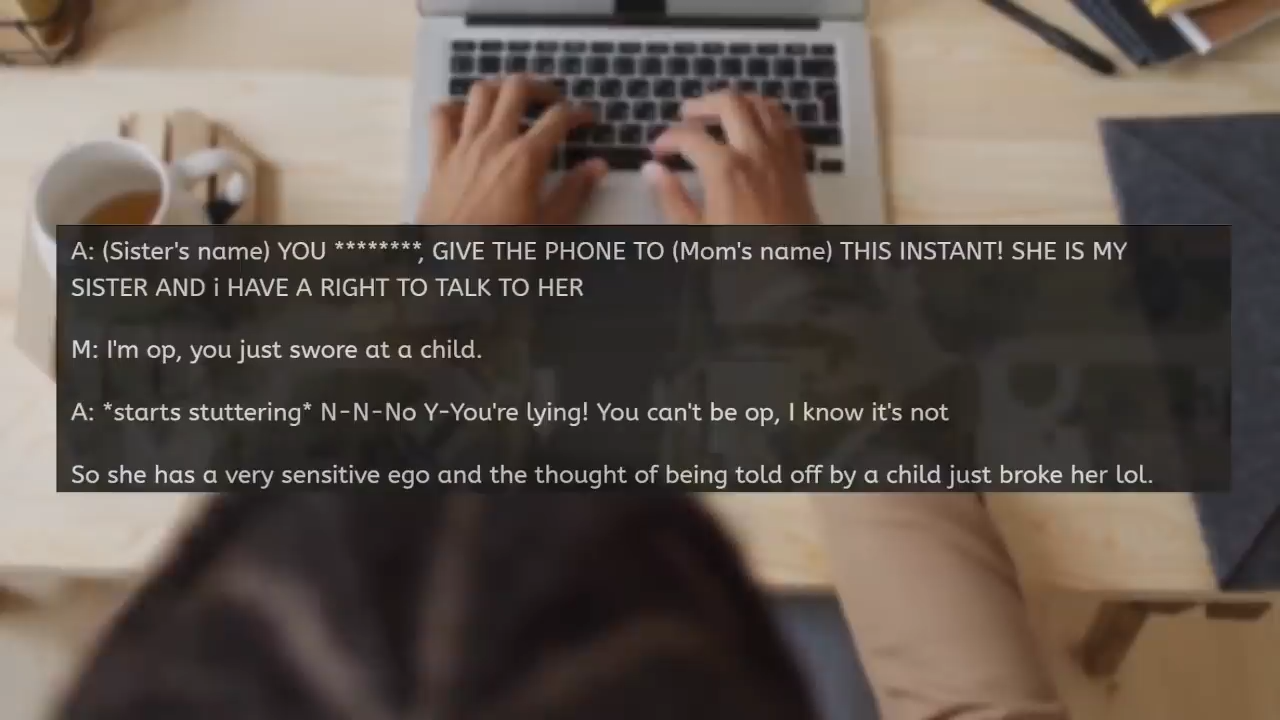 A: (Sister's name) YOU ********, GIVE THE PHONE TO (Mom's name) THIS INSTANT! SHE IS MY
SISTER AND i HAVE A RIGHT TO TALK TO HER
M: I'm op, you just swore at a child.
A: *starts stuttering* N-N-No Y-You're lying! You can't be op, I know it's not
So she has a very sensitive ego and the thought of being told off by a child just broke her lol.